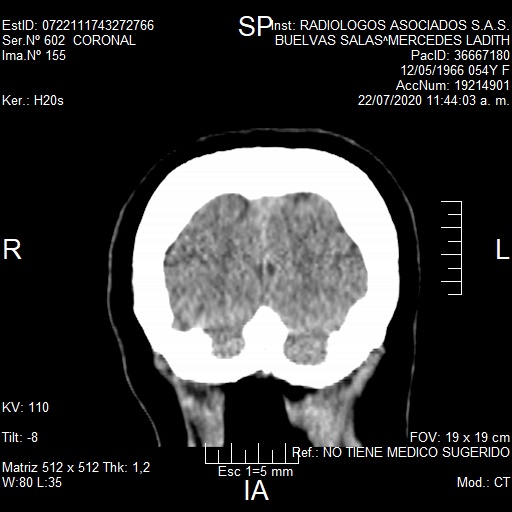 EstID: 0722111743272766
Ser.Nº 602 CORONAL
Ima.Nº 155
Ker.: H20s
SP
Inst: RADIOLOGOS ASOCIADOS S.A.S.
BUELVAS SALAS^MERCEDES LADITH
PacID: 36667180
12/05/1966 054Y F
AccNum: 19214901
22/07/2020 11:44:03 a. m.
R
L
KV: 110
Tilt: -8
Matriz 512 x 512 Thk: 1,2
W:80 L:35
Esc 1=5 mm
IA
FOV: 19 x 19 cm
Ref.: NO TIENE MEDICO SUGERIDO
Mod.: CT